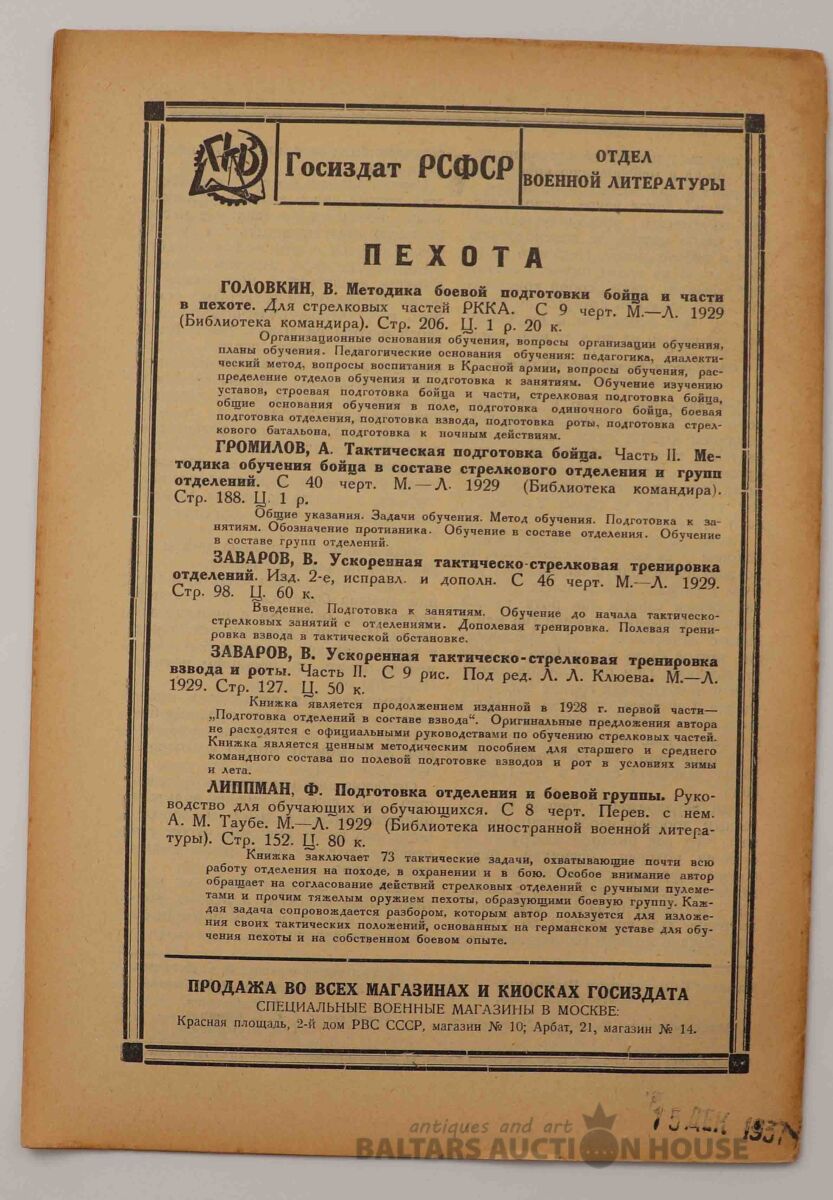 Госиздат РСФСР
ОТДЕЛ
ВОЕННОЙ ЛИТЕРАТУРЫ
ПЕХОТА
ГОЛОВКИН, В. Методика боевой подготовки бойца и части
в пехоте. Для стрелковых частей РККА. С 9 черт. М.—Л. 1929
(Библиотека командира). Стр. 206. Ц. 1 р. 20 к.
Организационные основания обучения, вопросы организации обучения,
планы обучения. Педагогические основания обучения: педагогика, диалекти-
ческий метод, вопросы воспитания в Красной армии, вопросы обучения, рас-
пределение отделов обучения и подготовка к занятиям. Обучение изучению
уставов, строевая подготовка бойца и части, стрелковая подготовка бойца,
общие основания обучения в поле, подготовка одиночного бойца, боевая
подготовка отделения, подготовка взвода, подготовка роты, подготовка стрел-
кового батальона, подготовка к ночным действиям.
ГРОМИЛОВ, А. Тактическая подготовка бойца. Часть II. Ме-
тодика обучения бойца в составе стрелкового отделения и групп
отделений. С 40 черт. М.—Л. 1929 (Библиотека командира).
Стр. 188. Ц. 1 р.
Общие указания. Задачи обучения. Метод обучения. Подготовка к за-
нятиям. Обозначение противника. Обучение в составе отделения. Обучение
в составе групп отделений.
ЗАВАРОВ, В. Ускоренная тактическо-стрелковая тренировка
отделений. Изд. 2-е, исправл. и дополн. С 46 черт. М.—Л. 1929.
Стр. 98. Ц. 60 к.
Введение. Подготовка к занятиям. Обучение до начала тактическо-
стрелковых занятий с отделениями. Дополевая тренировка. Полевая трени-
ровка взвода в тактической обстановке.
ЗАВАРОВ, В. Ускоренная тактическо-стрелковая тренировка
взвода и роты. Часть II. С 9 рис. Под ред. Л. Л. Клюева. М.—Л.
1929. Стр. 127. Ц. 50 к.
Книжка является продолжением изданной в 1928 г. первой части—
„Подготовка отделений в составе взвода“. Оригинальные предложения автора
не расходятся с официальными руководствами по обучению стрелковых частей.
Книжка является ценным методическим пособием для старшего и среднего
командного состава по полевой подготовке взводов и рот в условиях зимы
и лета.
ЛИППМАН, Ф. Подготовка отделения и боевой группы. Руко-
водство для обучающих и обучающихся. С 8 черт. Перев. с нем.
А. М. Таубе. М.—Л. 1929 (Библиотека иностранной военной литера-
туры). Стр. 152. Ц. 80 к.
Книжка заключает 73 тактические задачи, охватывающие почти всю
работу отделения на походе, в охранении и в бою. Особое внимание автор
обращает на согласование действий стрелковых отделений с ручными пулеме-
тами и прочим тяжелым оружием пехоты, образующими боевую группу. Каж-
дая задача сопровождается разбором, которым автор пользуется для изложе-
ния своих тактических положений, основанных на германском уставе для обу-
чения пехоты и на собственном боевом опыте.
ПРОДАЖА ВО ВСЕХ МАГАЗИНАХ И КИОСКАХ ГОСИЗДАТА
СПЕЦИАЛЬНЫЕ ВОЕННЫЕ МАГАЗИНЫ В МОСКВЕ:
Красная площадь, 2-й дом РВС СССР, магазин № 10; Арбат, 21, магазин № 14.
15 ДЕК 1937
antiques and art
BALTARS AUCTION HOUSE